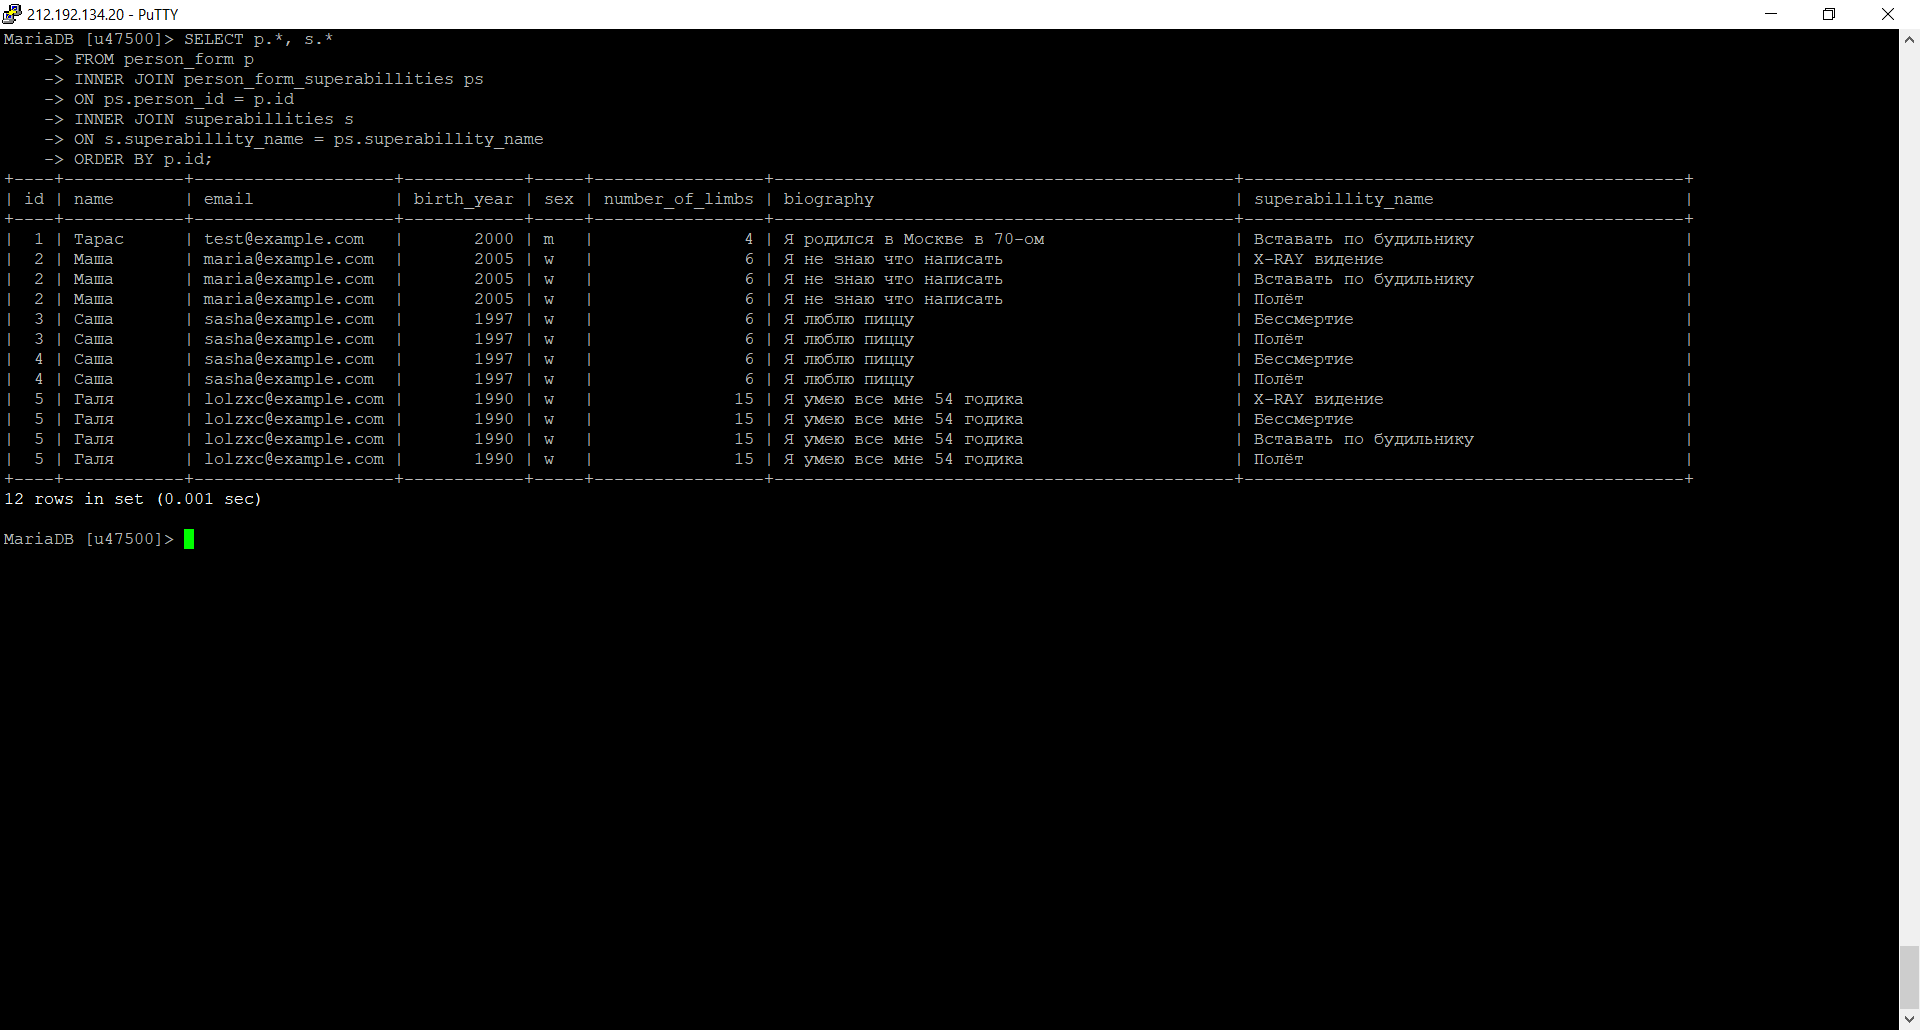 212.192.134.20 - PuTTY
MariaDB [u47500]> SELECT p.*, s.*
    -> FROM person_form p
    -> INNER JOIN person_form_superabillities ps
    -> ON ps.person_id = p.id
    -> INNER JOIN superabillities s
    -> ON s.superabillity_name = ps.superabillity_name
    -> ORDER BY p.id;
+----+------------+--------------------+------------+-----+-----------------+----------------------------------------------+--------------------------------------------+
| id | name       | email              | birth_year | sex | number_of_limbs | biography                                    | superabillity_name                         |
+----+------------+--------------------+------------+-----+-----------------+----------------------------------------------+--------------------------------------------+
|  1 | Тарас      | test@example.com   |       2000 | m   |               4 | Я родился в Москве в 70-ом                   | Вставать по будильнику                     |
|  2 | Маша       | maria@example.com  |       2005 | w   |               6 | Я не знаю что написать                       | X-RAY видение                              |
|  2 | Маша       | maria@example.com  |       2005 | w   |               6 | Я не знаю что написать                       | Вставать по будильнику                     |
|  2 | Маша       | maria@example.com  |       2005 | w   |               6 | Я не знаю что написать                       | Полёт                                      |
|  3 | Саша       | sasha@example.com  |       1997 | w   |               6 | Я люблю пиццу                                | Бессмертие                                 |
|  3 | Саша       | sasha@example.com  |       1997 | w   |               6 | Я люблю пиццу                                | Полёт                                      |
|  4 | Саша       | sasha@example.com  |       1997 | w   |               6 | Я люблю пиццу                                | Бессмертие                                 |
|  4 | Саша       | sasha@example.com  |       1997 | w   |               6 | Я люблю пиццу                                | Полёт                                      |
|  5 | Галя       | lolzxc@example.com |       1990 | w   |              15 | Я умею все мне 54 годика                     | X-RAY видение                              |
|  5 | Галя       | lolzxc@example.com |       1990 | w   |              15 | Я умею все мне 54 годика                     | Бессмертие                                 |
|  5 | Галя       | lolzxc@example.com |       1990 | w   |              15 | Я умею все мне 54 годика                     | Вставать по будильнику                     |
|  5 | Галя       | lolzxc@example.com |       1990 | w   |              15 | Я умею все мне 54 годика                     | Полёт                                      |
+----+------------+--------------------+------------+-----+-----------------+----------------------------------------------+--------------------------------------------+
12 rows in set (0.001 sec)
MariaDB [u47500]>